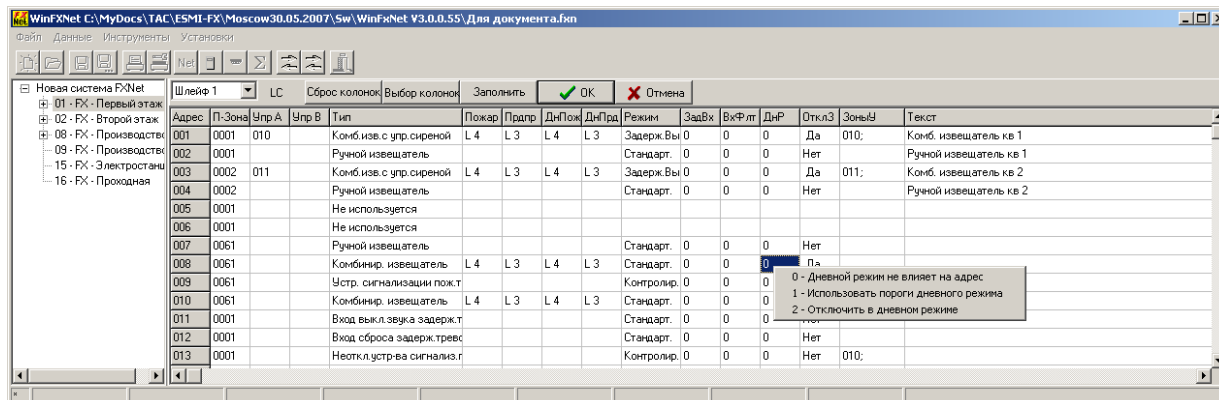 WinFXNet C:\MyDocs\TAC\ESMI-FX\Moscow30.05.2007\Sw\WinFxNet V3.0.0.55\Для документа.fxn
Файл Данные Инструменты Установки
Net Σ
Новая система FXNet
01 - FX - Первый этаж
02 - FX - Второй этаж
08 - FX - Производство
09 - FX - Производство
15 - FX - Электростанц
16 - FX - Проходная
Шлейф 1 LC Сброс колонок Выбор колонок Заполнить OK Отмена
Адрес П-Зона Упр A Упр B Тип Пожар Прдпр ДнПож ДнПрд Режим ЗадВх ВхФлт ДнР ОтклЗ ЗоныУ Текст
001 0001 010 Комб.изв.с упр.сиреной L 4 L 3 L 4 L 3 Задерж.Вы 0 0 0 Да 010; Комб. извещатель кв 1
002 0001 Ручной извещатель Стандарт. 0 0 0 Нет Ручной извещатель кв 1
003 0002 011 Комб.изв.с упр.сиреной L 4 L 3 L 4 L 3 Задерж.Вы 0 0 0 Да 011; Комб. извещатель кв 2
004 0002 Ручной извещатель Стандарт. 0 0 0 Нет Ручной извещатель кв 2
005 0001 Не используется
006 0001 Не используется
007 0061 Ручной извещатель Стандарт. 0 0 0 Нет
008 0061 Комбинир. извещатель L 4 L 3 L 4 L 3 Стандарт. 0 0 0 Да
009 0061 Устр. сигнализации пож.т Контролир. 0 0
010 0061 Комбинир. извещатель L 4 L 3 L 4 L 3 Стандарт. 0 0
011 0001 Вход выкл.звука задерж.т Стандарт. 0 0 0 Нет
012 0001 Вход сброса задерж.трево Стандарт. 0 0 0 Нет
013 0001 Неоткл.устр-ва сигнализ.г Контролир. 0 0 0 Нет 010;
0 - Дневной режим не влияет на адрес
1 - Использовать пороги дневного режима
2 - Отключить в дневном режиме